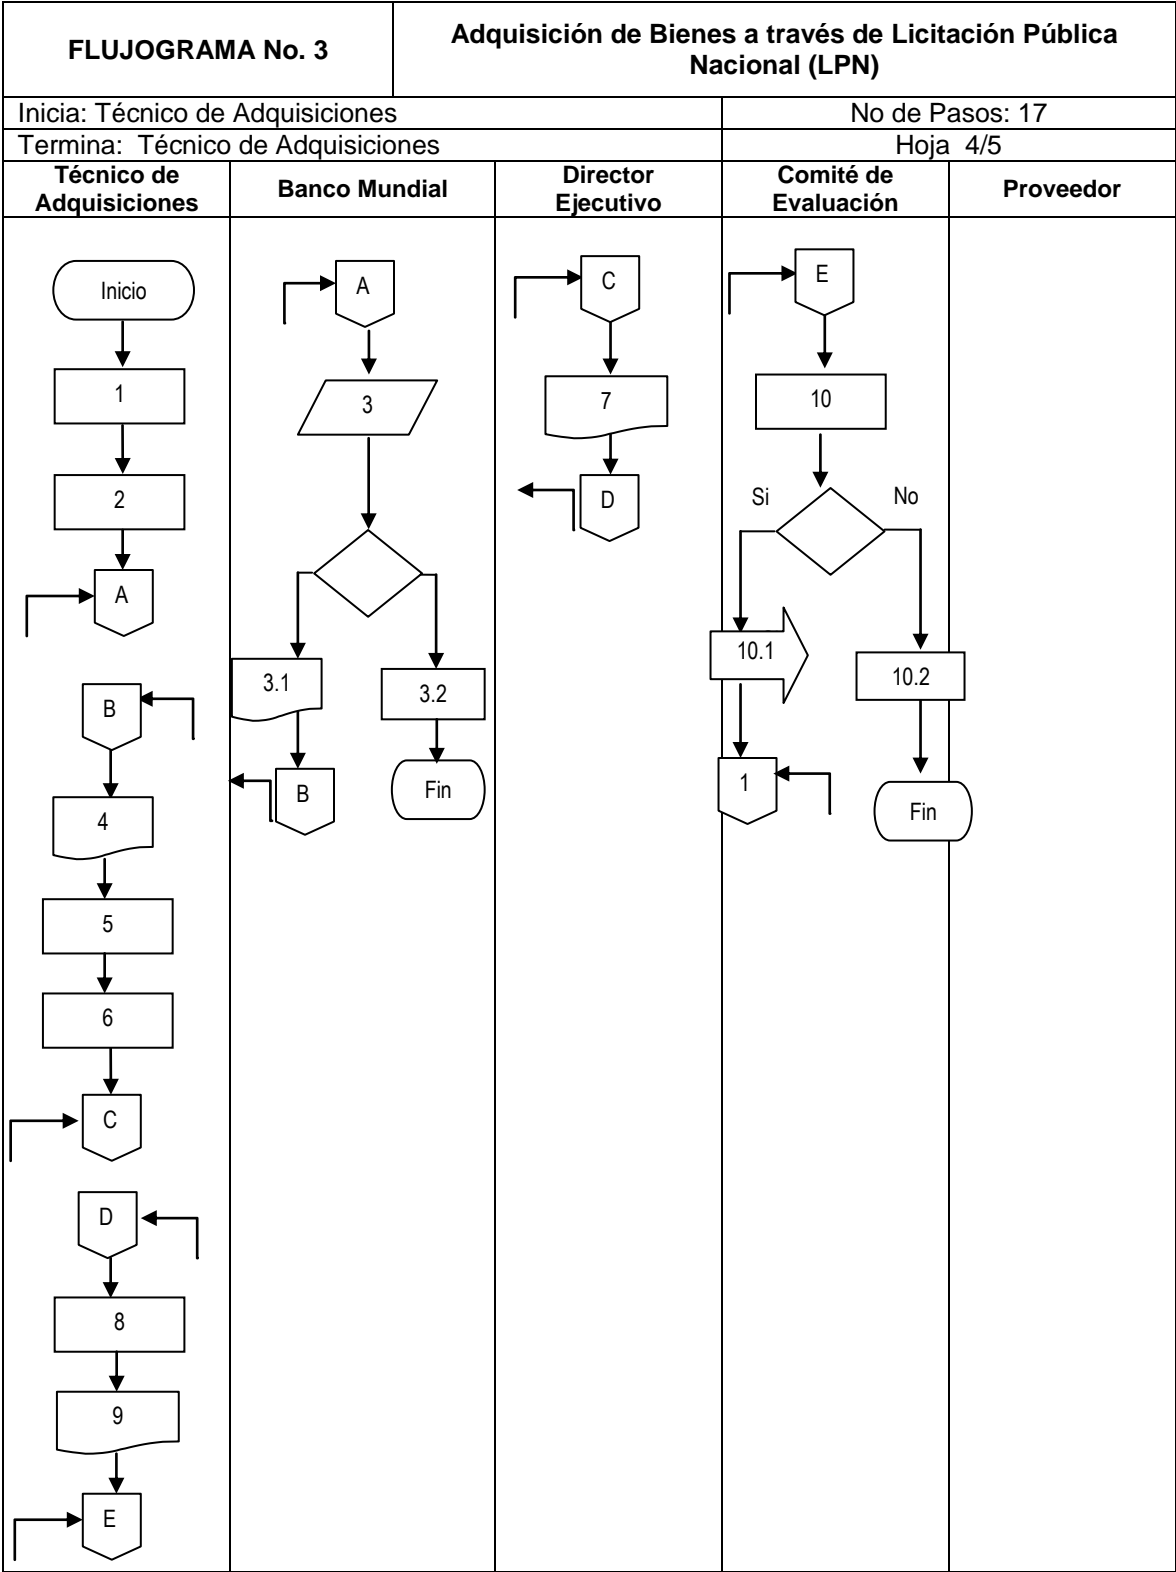 FLUJOGRAMA No. 3
Adquisición de Bienes a través de Licitación Pública
Nacional (LPN)
Inicia: Técnico de Adquisiciones
No de Pasos: 17
Termina: Técnico de Adquisiciones
Hoja 4/5
Técnico de
Adquisiciones
Banco Mundial
Director
Ejecutivo
Comité de
Evaluación
Proveedor
Inicio
1
2
A
B
4
5
6
C
D
8
9
E
A
3
3.1
3.2
B
Fin
C
7
D
E
10
Si
No
10.1
10.2
1
Fin